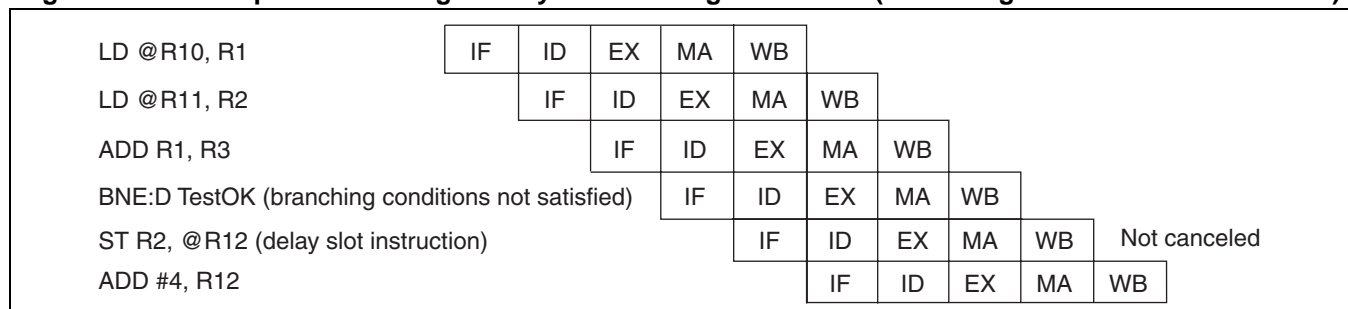 LD @R10, R1 IF ID EX MA WB
LD @R11, R2 IF ID EX MA WB
ADD R1, R3 IF ID EX MA WB
BNE:D TestOK (branching conditions not satisfied) IF ID EX MA WB
ST R2, @R12 (delay slot instruction) IF ID EX MA WB Not canceled
ADD #4, R12 IF ID EX MA WB